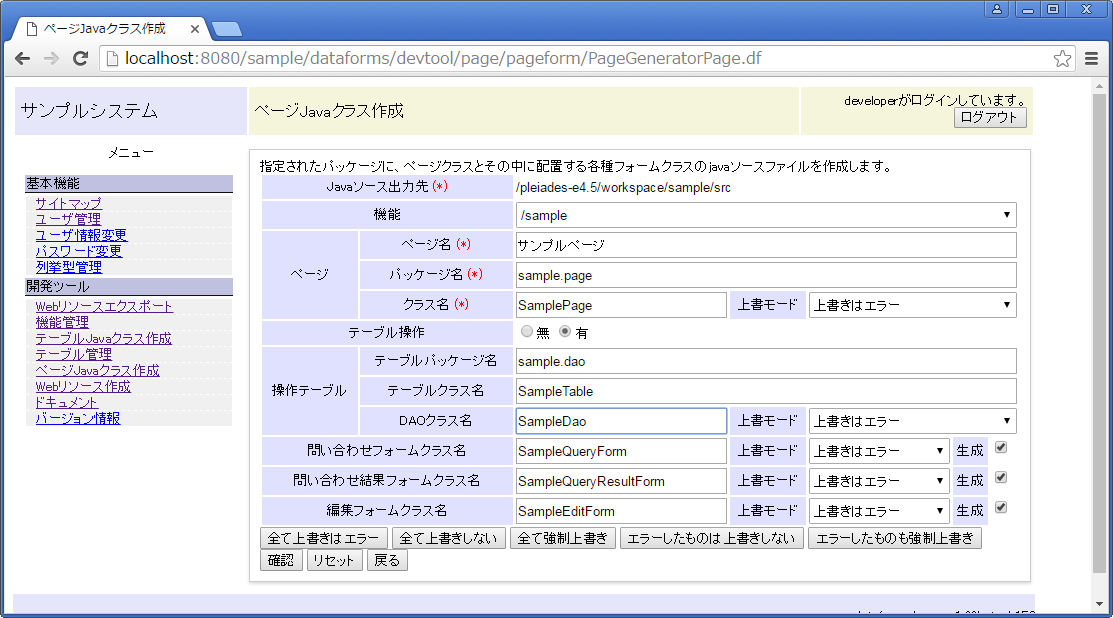 ページJavaクラス作成
localhost:8080/sample/dataforms/devtool/page/pageform/PageGeneratorPage.df
サンプルシステム
ページJavaクラス作成
developerがログインしています。
ログアウト
メニュー
基本機能
サイトマップ
ユーザ管理
ユーザ情報変更
パスワード変更
列挙型管理
開発ツール
Webリソースエクスポート
機能管理
テーブルJavaクラス作成
テーブル管理
ページJavaクラス作成
Webリソース作成
ドキュメント
バージョン情報
指定されたパッケージに、ページクラスとその中に配置する各種フォームクラスのjavaソースファイルを作成します。
Javaソース出力先 (*) /pleiades-e4.5/workspace/sample/src
機能 /sample
ページ
ページ名 (*) サンプルページ
パッケージ名 (*) sample.page
クラス名 (*) SamplePage 上書モード 上書きはエラー
テーブル操作 無 有
操作テーブル
テーブルパッケージ名 sample.dao
テーブルクラス名 SampleTable
DAOクラス名 SampleDao 上書モード 上書きはエラー
問い合わせフォームクラス名 SampleQueryForm 上書モード 上書きはエラー 生成
問い合わせ結果フォームクラス名 SampleQueryResultForm 上書モード 上書きはエラー 生成
編集フォームクラス名 SampleEditForm 上書モード 上書きはエラー 生成
全て上書きはエラー 全て上書きしない 全て強制上書き エラーしたものは上書きしない エラーしたものも強制上書き
確認 リセット 戻る